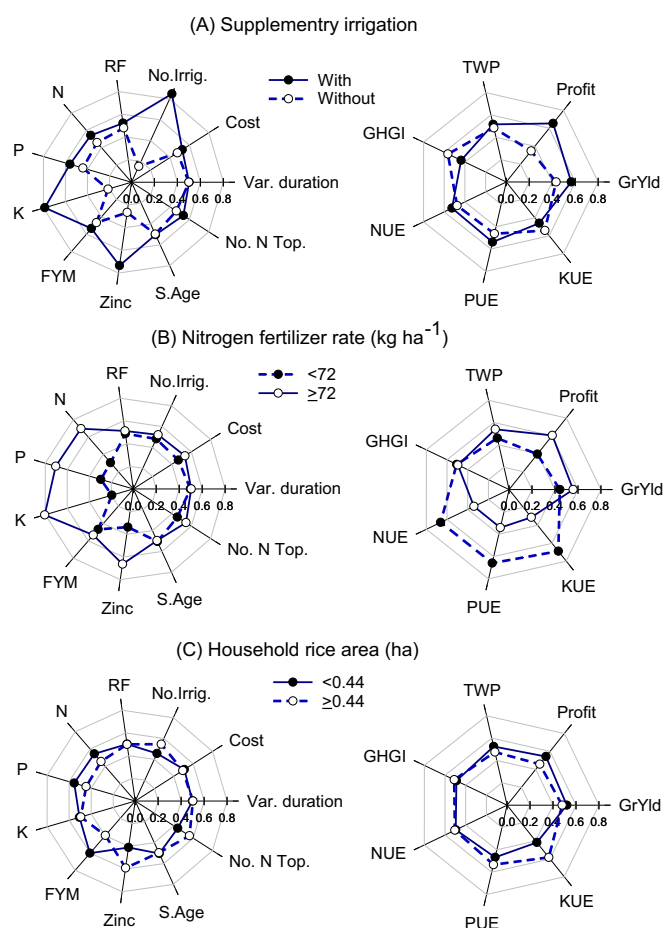 (A) Supplementry irrigation
RF
No.Irrig.
N
Cost
P
Var. duration
K
No. N Top.
FYM
S.Age
Zinc
0.0 0.2 0.4 0.6 0.8
With
Without
TWP
Profit
GHGI
GrYld
NUE
KUE
PUE
0.0 0.2 0.4 0.6 0.8
(B) Nitrogen fertilizer rate (kg ha-1)
RF
No.Irrig.
N
Cost
P
Var. duration
K
No. N Top.
FYM
S.Age
Zinc
0.0 0.2 0.4 0.6 0.8
<72
≥72
TWP
Profit
GHGI
GrYld
NUE
KUE
PUE
0.0 0.2 0.4 0.6 0.8
(C) Household rice area (ha)
RF
No.Irrig.
N
Cost
P
Var. duration
K
No. N Top.
FYM
S.Age
Zinc
0.0 0.2 0.4 0.6 0.8
<0.44
≥0.44
TWP
Profit
GHGI
GrYld
NUE
KUE
PUE
0.0 0.2 0.4 0.6 0.8